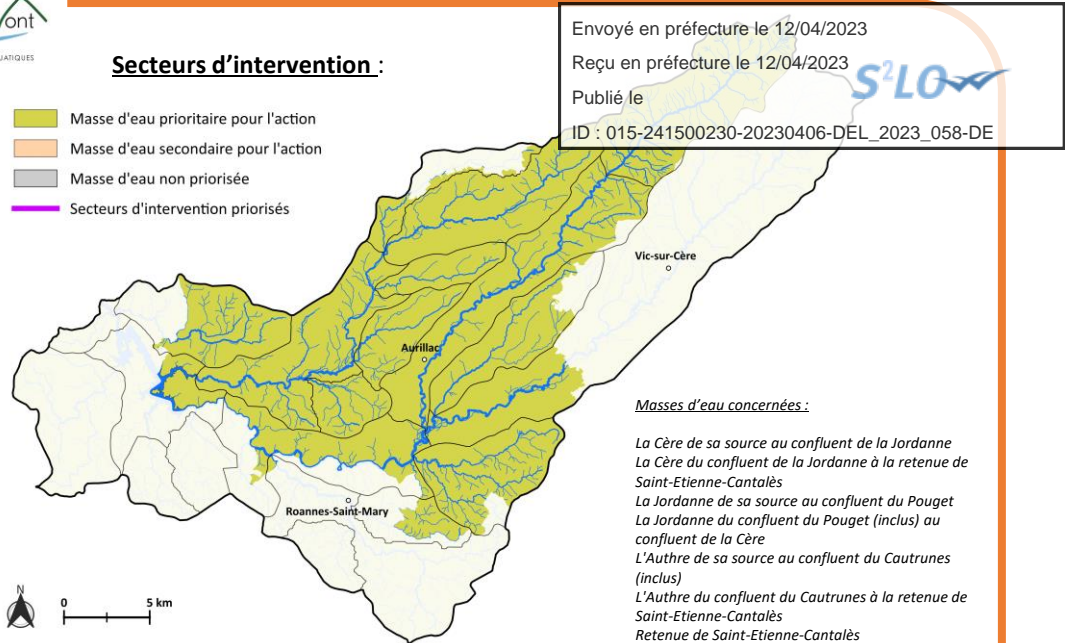 ont
UATIQUES
Secteurs d'intervention :
Envoyé en préfecture le 12/04/2023
Reçu en préfecture le 12/04/2023
Publié le
S²LO
ID : 015-241500230-20230406-DEL_2023_058-DE
Masse d'eau prioritaire pour l'action
Masse d'eau secondaire pour l'action
Masse d'eau non priorisée
Secteurs d'intervention priorisés
Vic-sur-Cère
Aurillac
Roannes-Saint-Mary
N
0 5 km
Masses d'eau concernées :
La Cère de sa source au confluent de la Jordanne
La Cère du confluent de la Jordanne à la retenue de
Saint-Etienne-Cantalès
La Jordanne de sa source au confluent du Pouget
La Jordanne du confluent du Pouget (inclus) au
confluent de la Cère
L'Authre de sa source au confluent du Cautrunes
(inclus)
L'Authre du confluent du Cautrunes à la retenue de
Saint-Etienne-Cantalès
Retenue de Saint-Etienne-Cantalès